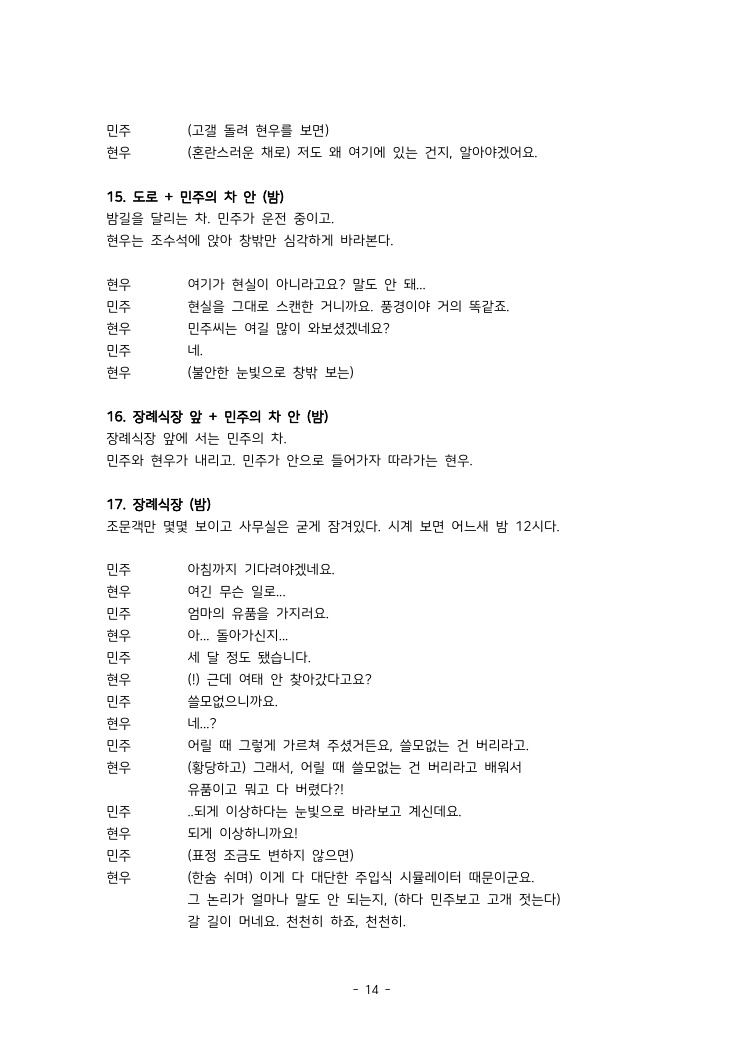 민주 (고갤 돌려 현우를 보면)
현우 (혼란스러운 채로) 저도 왜 여기에 있는 건지, 알아야겠어요.
15. 도로 + 민주의 차 안 (밤)
밤길을 달리는 차. 민주가 운전 중이고.
현우는 조수석에 앉아 창밖만 심각하게 바라본다.
현우 여기가 현실이 아니라고요? 말도 안 돼...
민주 현실을 그대로 스캔한 거니까요. 풍경이야 거의 똑같죠.
현우 민주씨는 여길 많이 와보셨겠네요?
민주 네.
현우 (불안한 눈빛으로 창밖 보는)
16. 장례식장 앞 + 민주의 차 안 (밤)
장례식장 앞에 서는 민주의 차.
민주와 현우가 내리고. 민주가 안으로 들어가자 따라가는 현우.
17. 장례식장 (밤)
조문객만 몇몇 보이고 사무실은 굳게 잠겨있다. 시계 보면 어느새 밤 12시다.
민주 아침까지 기다려야겠네요.
현우 여긴 무슨 일로...
민주 엄마의 유품을 가지러요.
현우 아... 돌아가신지...
민주 세 달 정도 됐습니다.
현우 (!) 근데 여태 안 찾아갔다고요?
민주 쓸모없으니까요.
현우 네...?
민주 어릴 때 그렇게 가르쳐 주셨거든요, 쓸모없는 건 버리라고.
현우 (황당하고) 그래서, 어릴 때 쓸모없는 건 버리라고 배워서
유품이고 뭐고 다 버렸다?!
민주 ..되게 이상하다는 눈빛으로 바라보고 계신데요.
현우 되게 이상하니까요!
민주 (표정 조금도 변하지 않으면)
현우 (한숨 쉬며) 이게 다 대단한 주입식 시뮬레이터 때문이군요.
그 논리가 얼마나 말도 안 되는지, (하다 민주보고 고개 젓는다)
갈 길이 머네요. 천천히 하죠, 천천히.
- 14 -